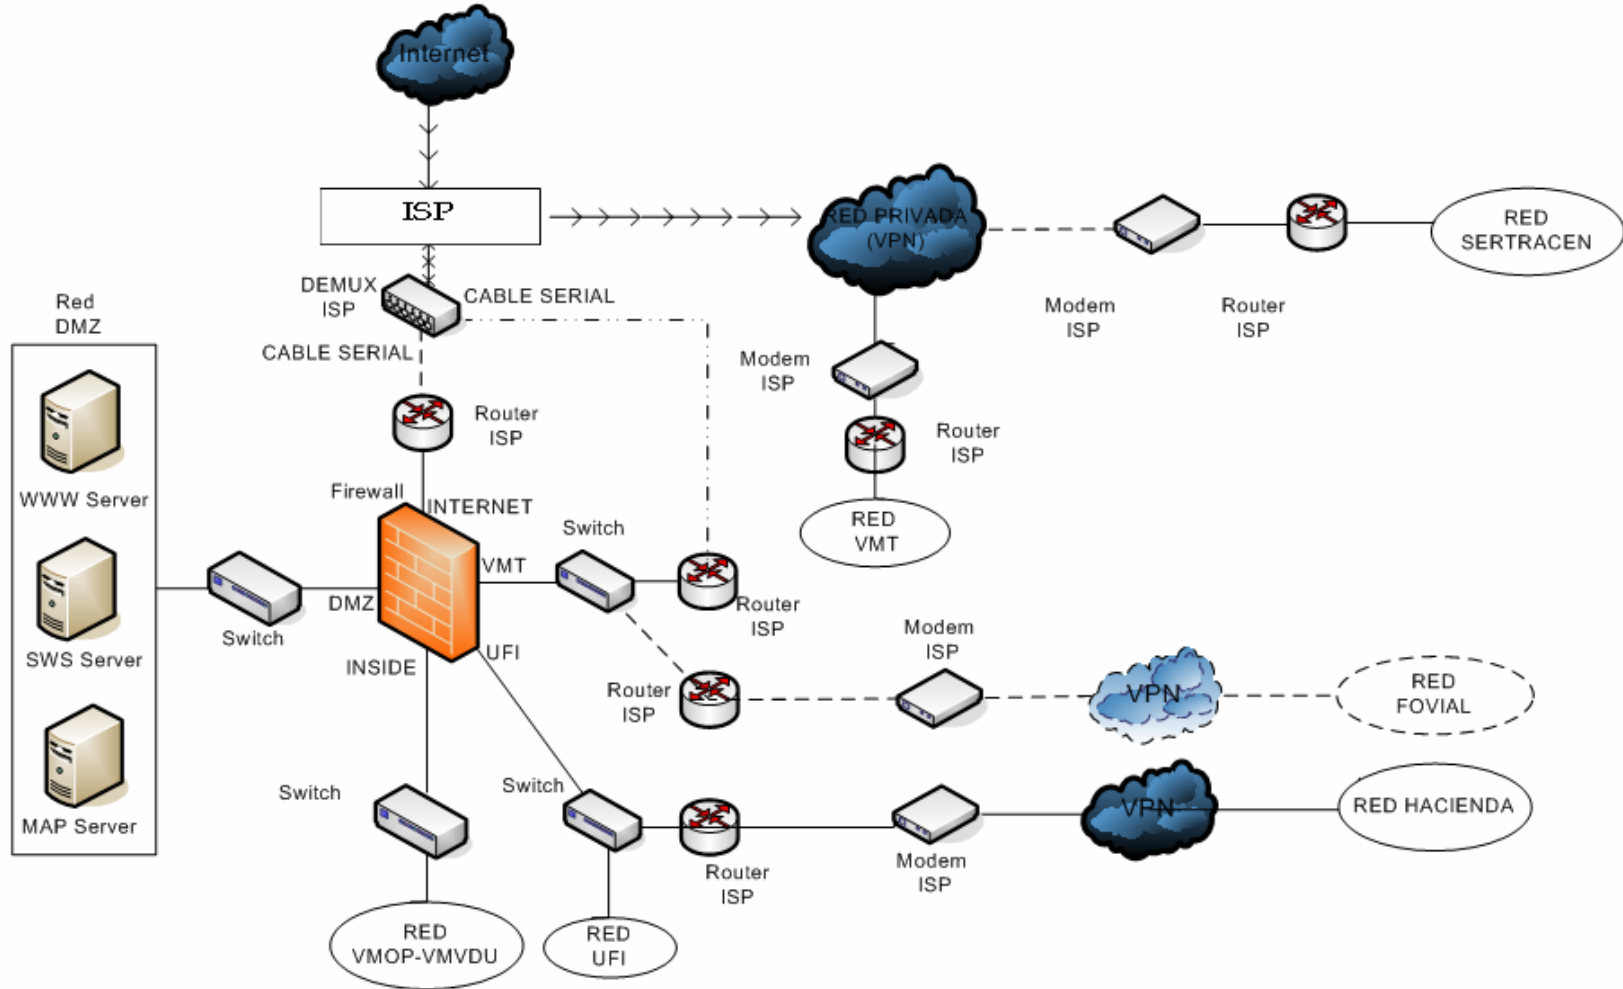 Internet
ISP
RED PRIVADA
(VPN)
RED
SERTRACEN
DEMUX
ISP
CABLE SERIAL
Modem
ISP
Router
ISP
Red
DMZ
CABLE SERIAL
Modem
ISP
Router
ISP
Router
ISP
WWW Server
Firewall
INTERNET
RED
VMT
Switch
VMT
DMZ
Router
ISP
Switch
SWS Server
INSIDE
UFI
Modem
ISP
Router
ISP
VPN
RED
FOVIAL
Switch
Switch
MAP Server
VPN
RED HACIENDA
Router
ISP
Modem
ISP
RED
VMOP-VMVDU
RED
UFI